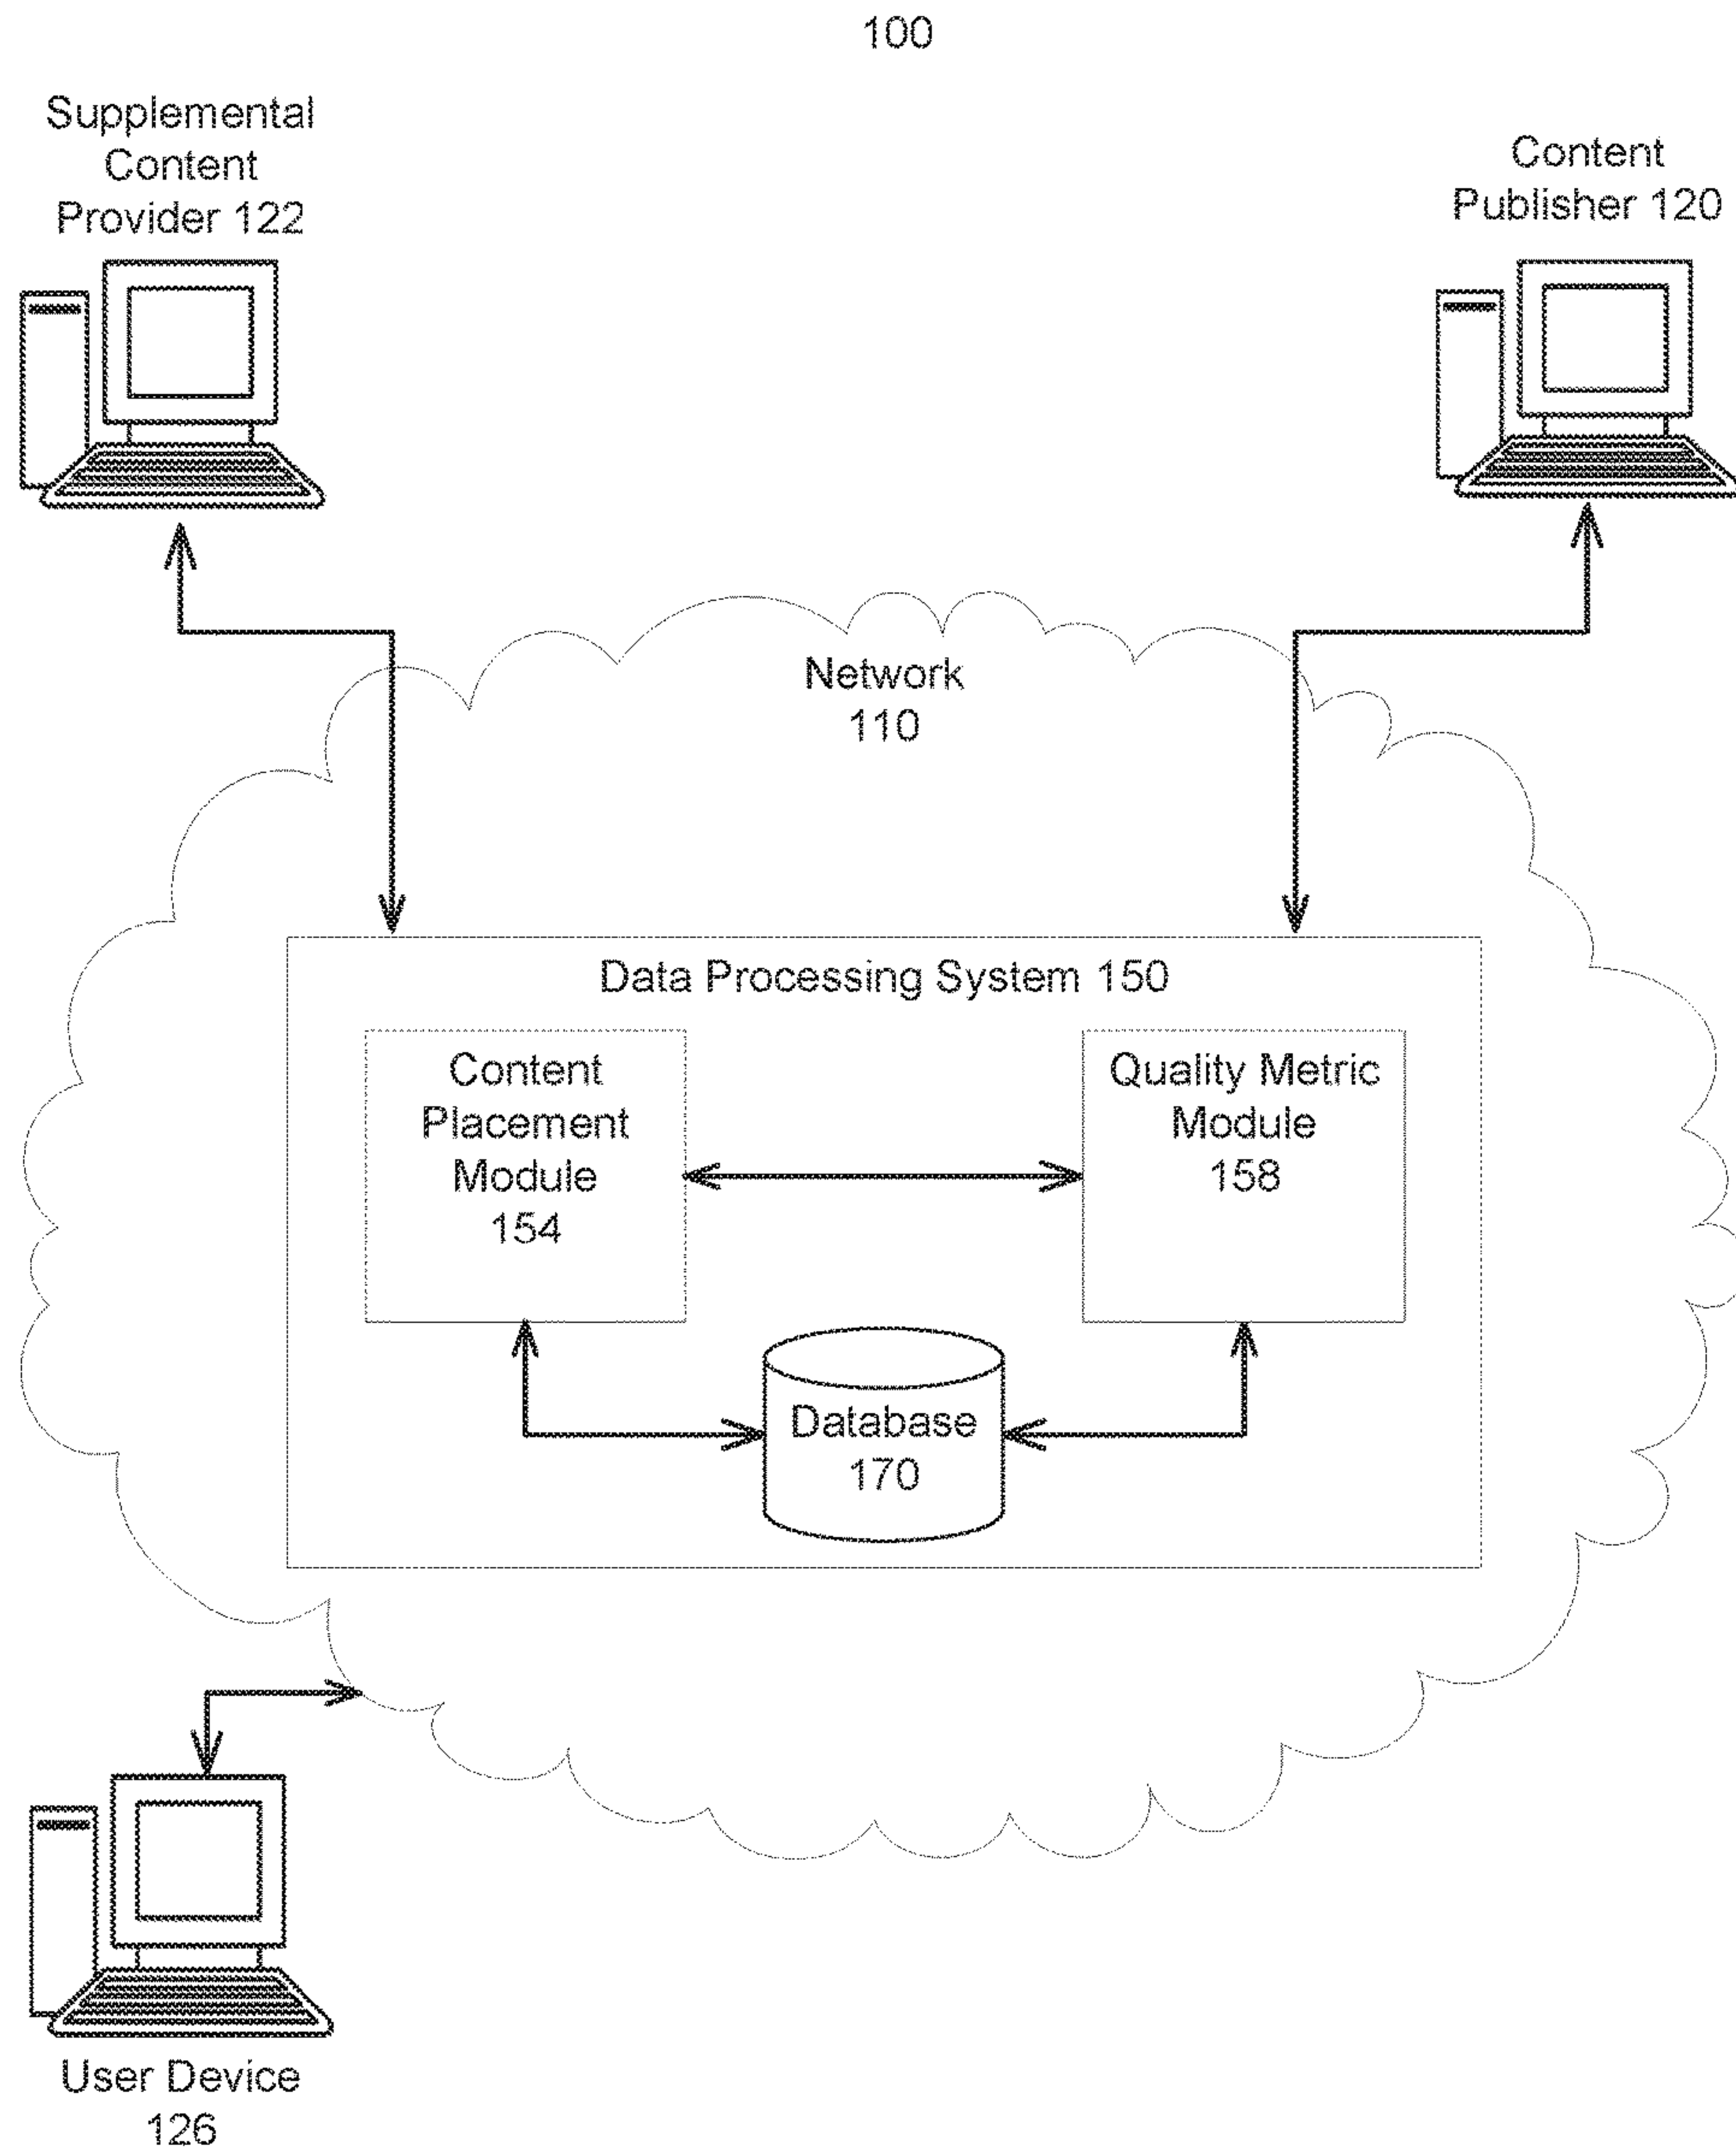 100
Supplemental
Content
Provider 122
Content
Publisher 120
Network
110
Data Processing System 150
Content
Placement
Module
154
Quality Metric
Module
158
Database
170
User Device
126